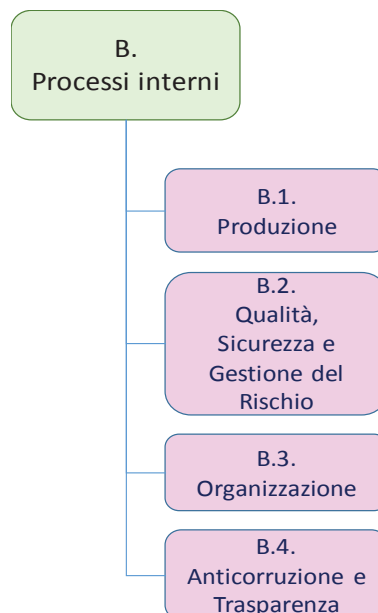 B.
Processi interni
B.1.
Produzione
B.2.
Qualità,
Sicurezza e
Gestione del
Rischio
B.3.
Organizzazione
B.4.
Anticorruzione e
Trasparenza